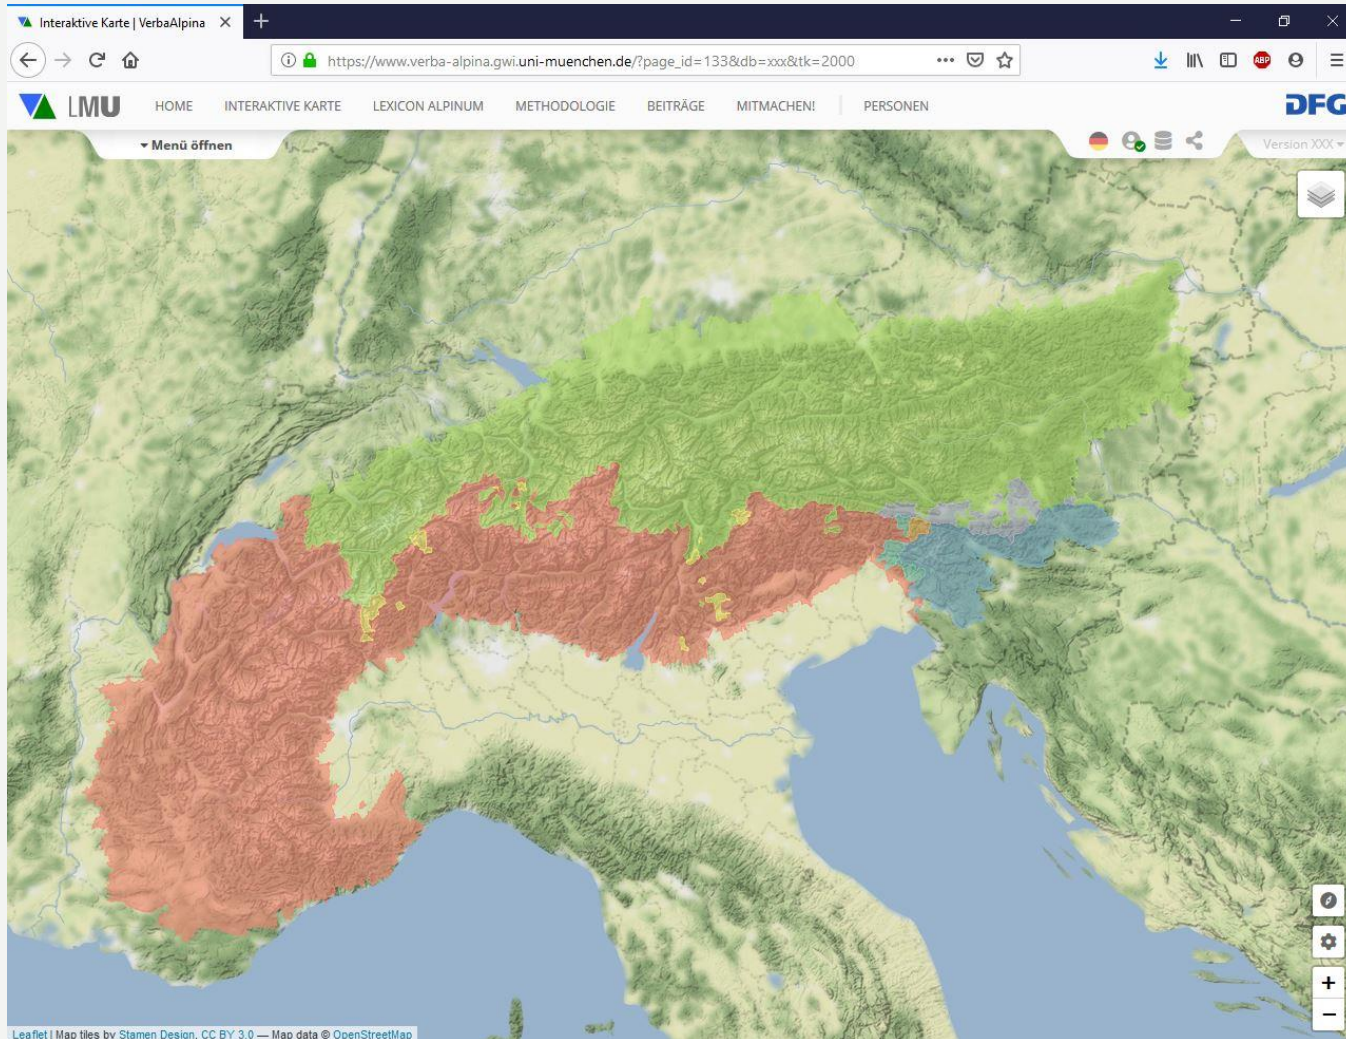 Interaktive Karte | VerbaAlpina
https://www.verba-alpina.gwi.uni-muenchen.de/?page_id=133&db=xxx&tk=2000
ABP
LMU HOME INTERAKTIVE KARTE LEXICON ALPINUM METHODOLOGIE BEITRÄGE MITMACHEN! PERSONEN DFG
Menü öffnen
Version XXX
Leaflet | Map tiles by Stamen Design, CC BY 3.0 — Map data © OpenStreetMap